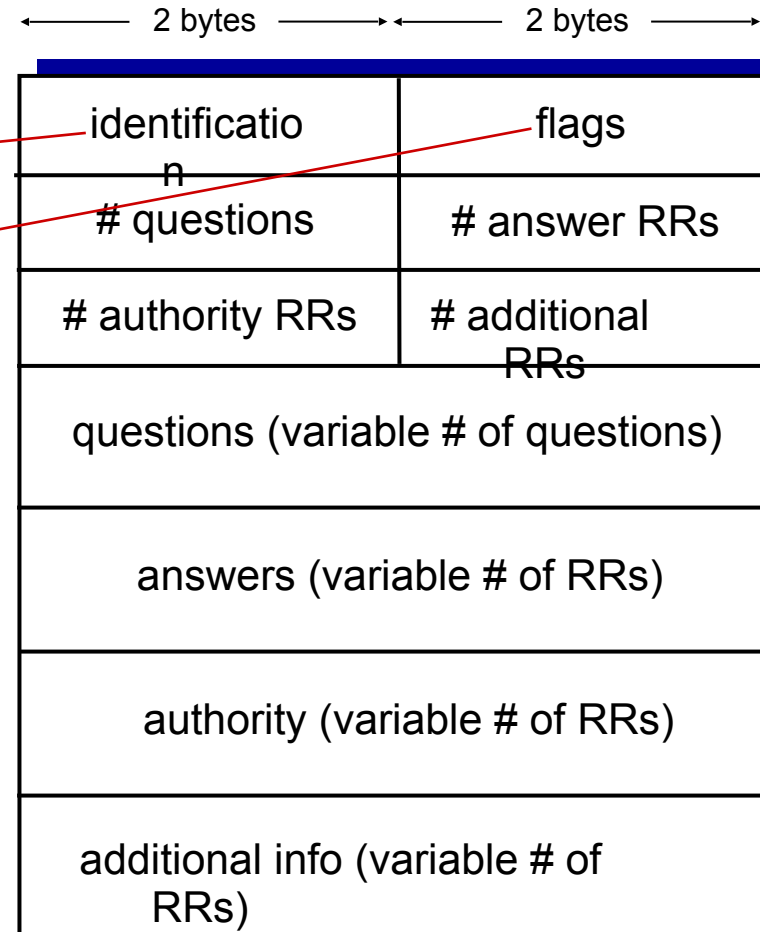 2 bytes 2 bytes
identificatio
n
flags
# questions # answer RRs
# authority RRs # additional
RRs
questions (variable # of questions)
answers (variable # of RRs)
authority (variable # of RRs)
additional info (variable # of
RRs)